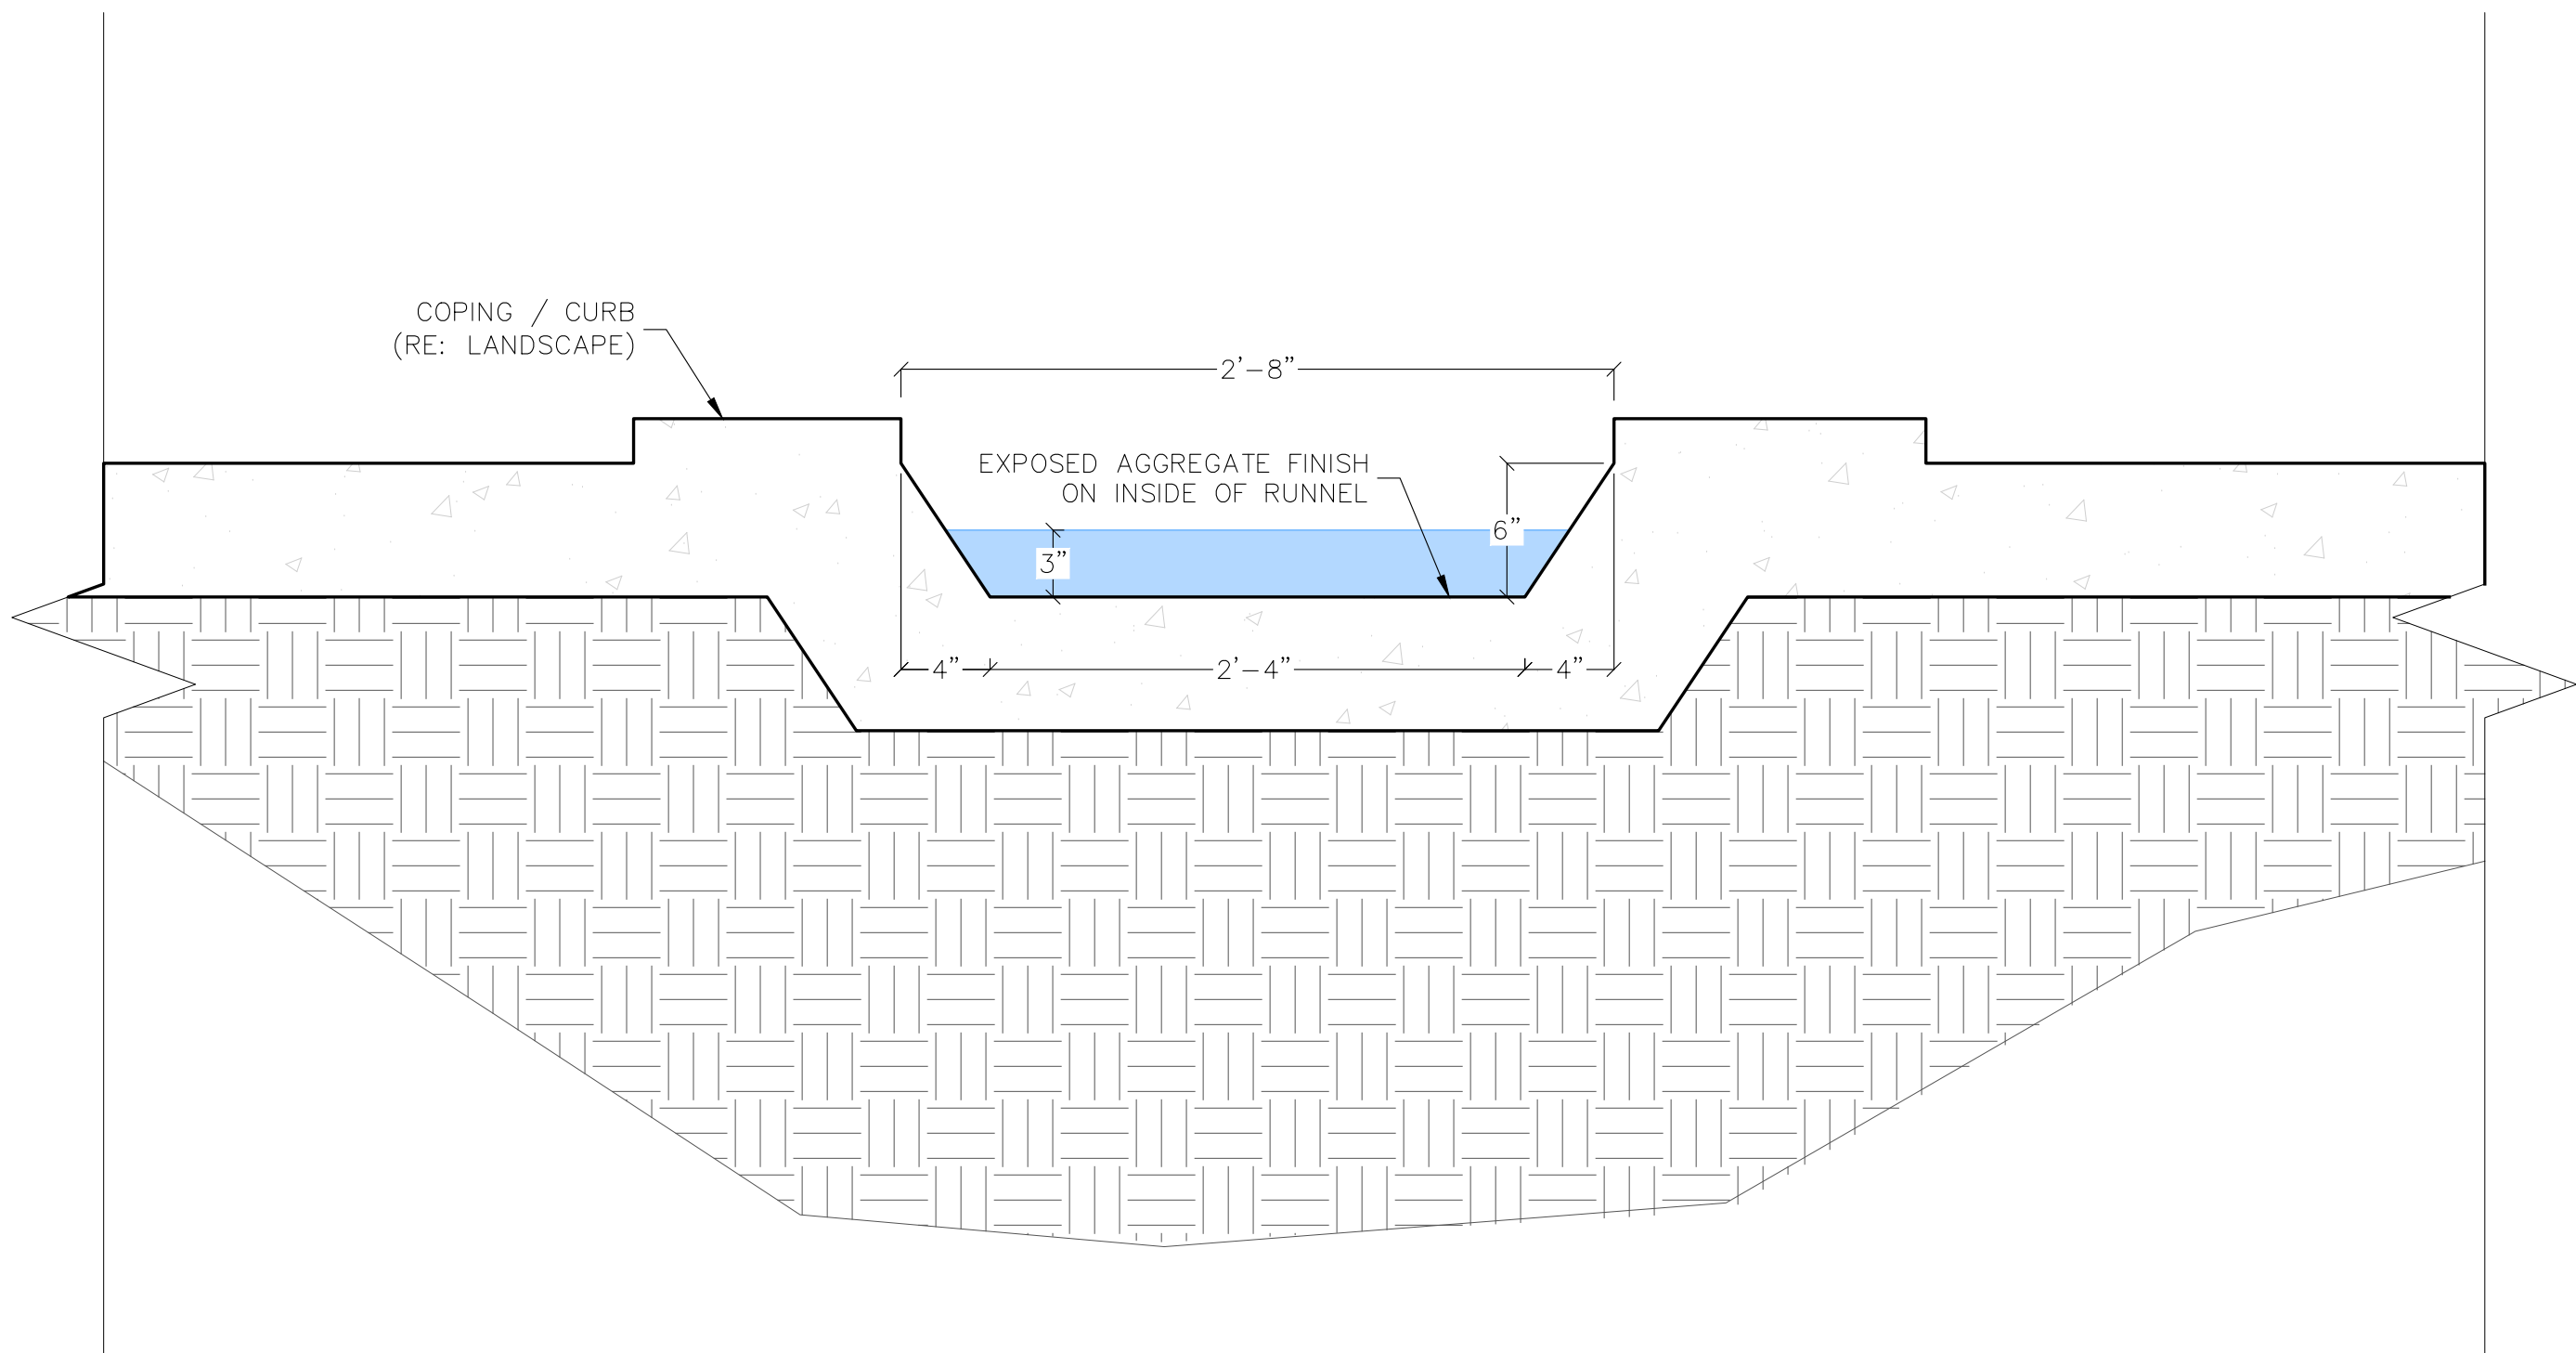 COPING / CURB
(RE: LANDSCAPE)
2'-8"
EXPOSED AGGREGATE FINISH
ON INSIDE OF RUNNEL
6"
3"
4"
2'-4"
4"